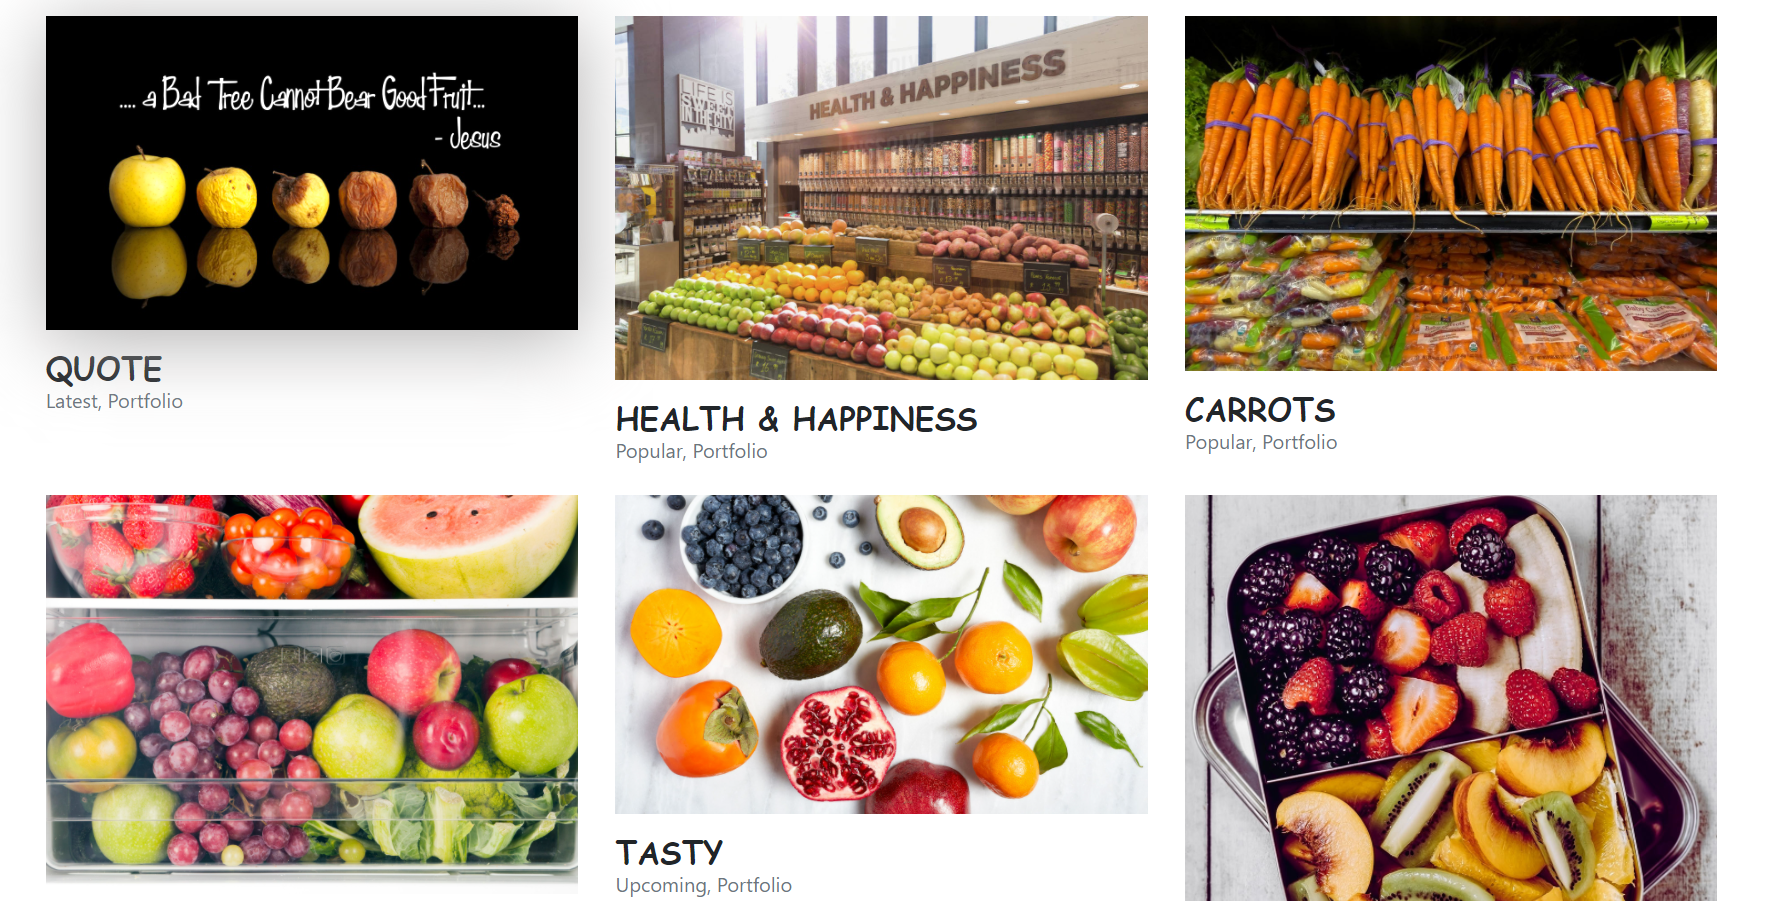 .... a Bad Tree Cannot Bear Good Fruit...
- Jesus
QUOTE
Latest, Portfolio
LIFE IS
SWEET
IN THE CITY
HEALTH & HAPPINESS
HEALTH & HAPPINESS
Popular, Portfolio
CARROTS
Popular, Portfolio
TASTY
Upcoming, Portfolio